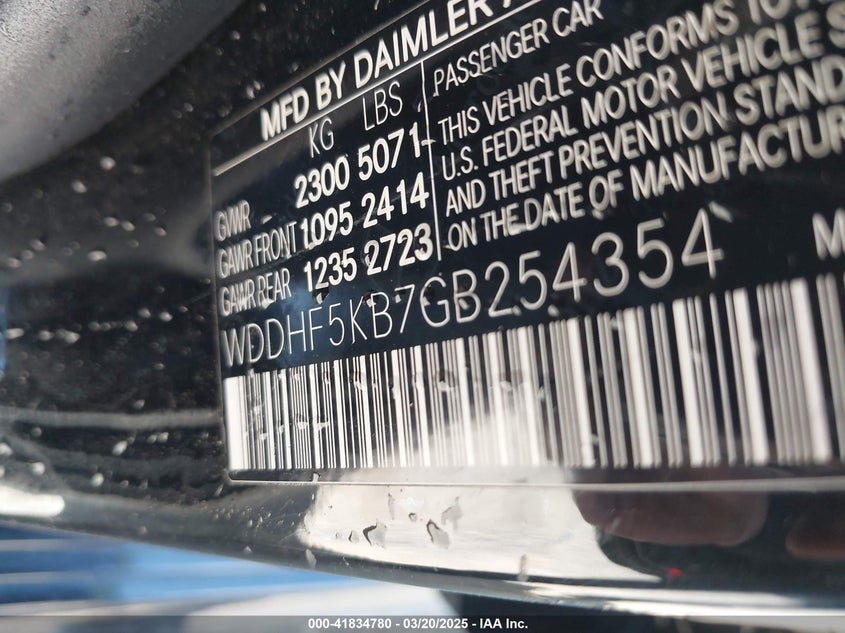 MFD BY DAIMLER
KG LBS
GVWR 2300 5071
GAWR FRONT 1095 2414
GAWR REAR 1235 2723
PASSENGER CAR
THIS VEHICLE CONFORMS TO
U.S. FEDERAL MOTOR VEHICLE
AND THEFT PREVENTION
ON THE DATE OF
WDDHF5KB7GB254354
000-41834780 — 03/20/2025 — IAA Inc.